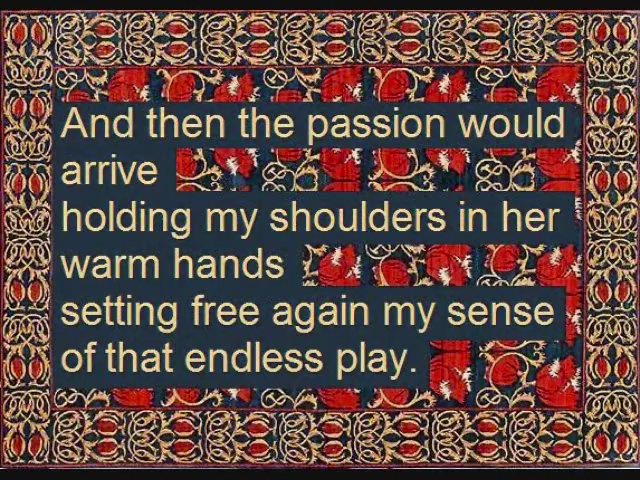 And then the passion would
arrive
holding my shoulders in her
warm hands
setting free again my sense
of that endless play.